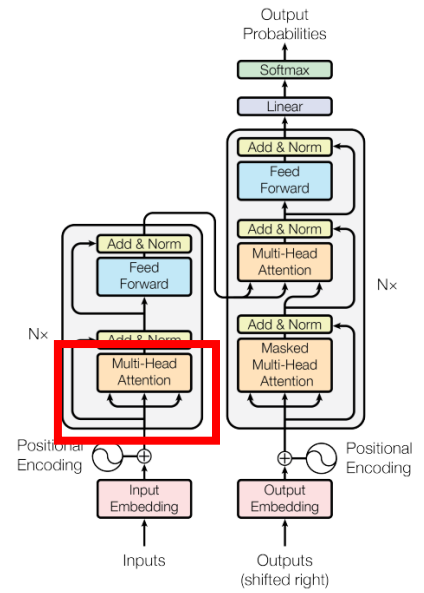 Output
Probabilities
Softmax
Linear
Add & Norm
Feed
Forward
Add & Norm
Multi-Head
Attention
Add & Norm
Masked
Multi-Head
Attention
Nx
Positional
Encoding
Output
Embedding
Outputs
(shifted right)
Add & Norm
Feed
Forward
Add & Norm
Multi-Head
Attention
Nx
Positional
Encoding
Input
Embedding
Inputs